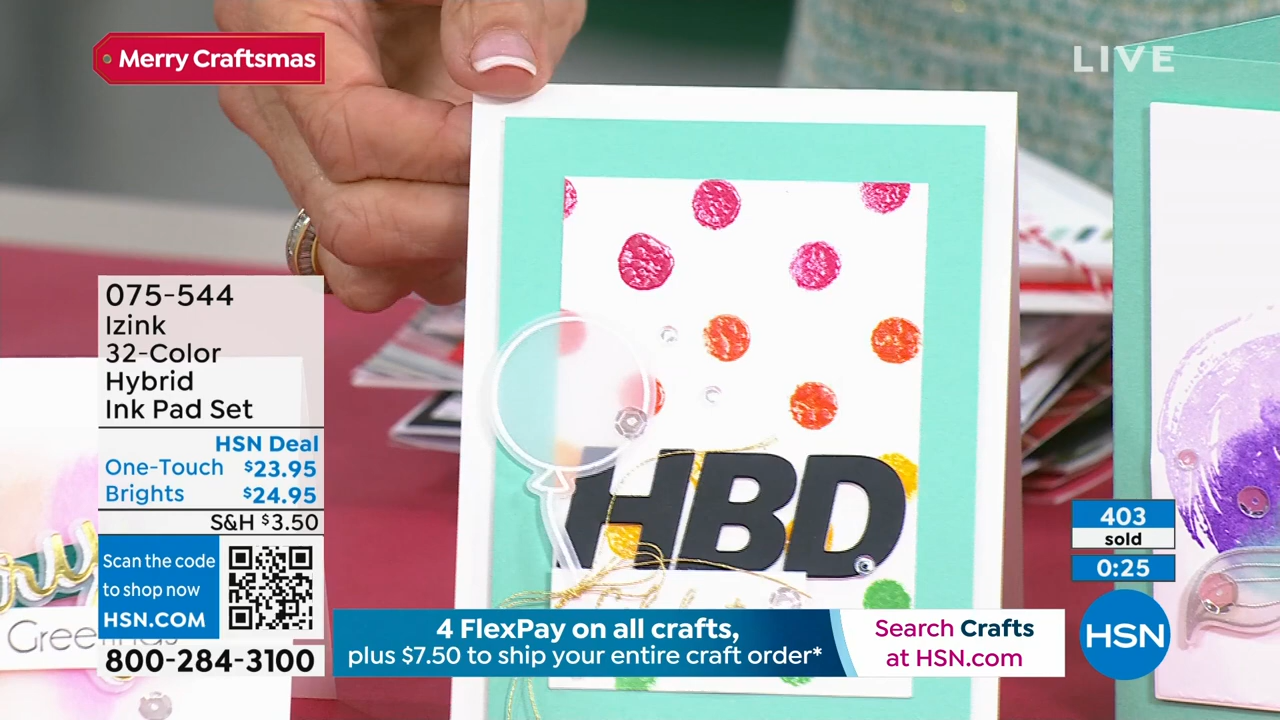 Merry Craftsmas
LIVE
075-544
Izink
32-Color
Hybrid
Ink Pad Set
HSN Deal
One-Touch $23.95
Brights $24.95
S&H $3.50
Scan the code
to shop now
HSN.COM
800-284-3100
HBD
Greetings
403
sold
0:25
4 FlexPay on all crafts,
plus $7.50 to ship your entire craft order*
Search Crafts
at HSN.com
HSN